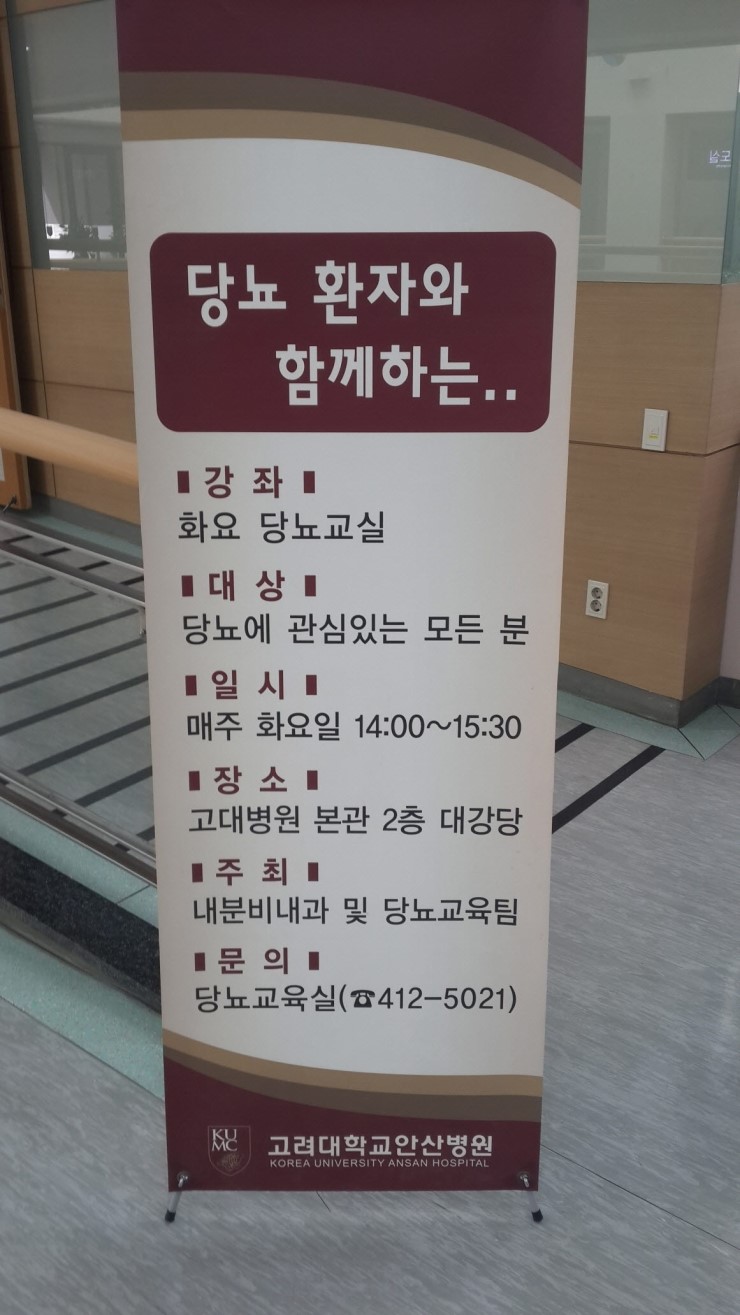 당뇨 환자와
함께하는..
▮강 좌▮
화요 당뇨교실
▮대 상▮
당뇨에 관심있는 모든 분
▮일 시▮
매주 화요일 14:00~15:30
▮장 소▮
고대병원 본관 2층 대강당
▮주 최▮
내분비내과 및 당뇨교육팀
▮문 의▮
당뇨교육실(☎412-5021)
KU
MC
고려대학교안산병원
KOREA UNIVERSITY ANSAN HOSPITAL